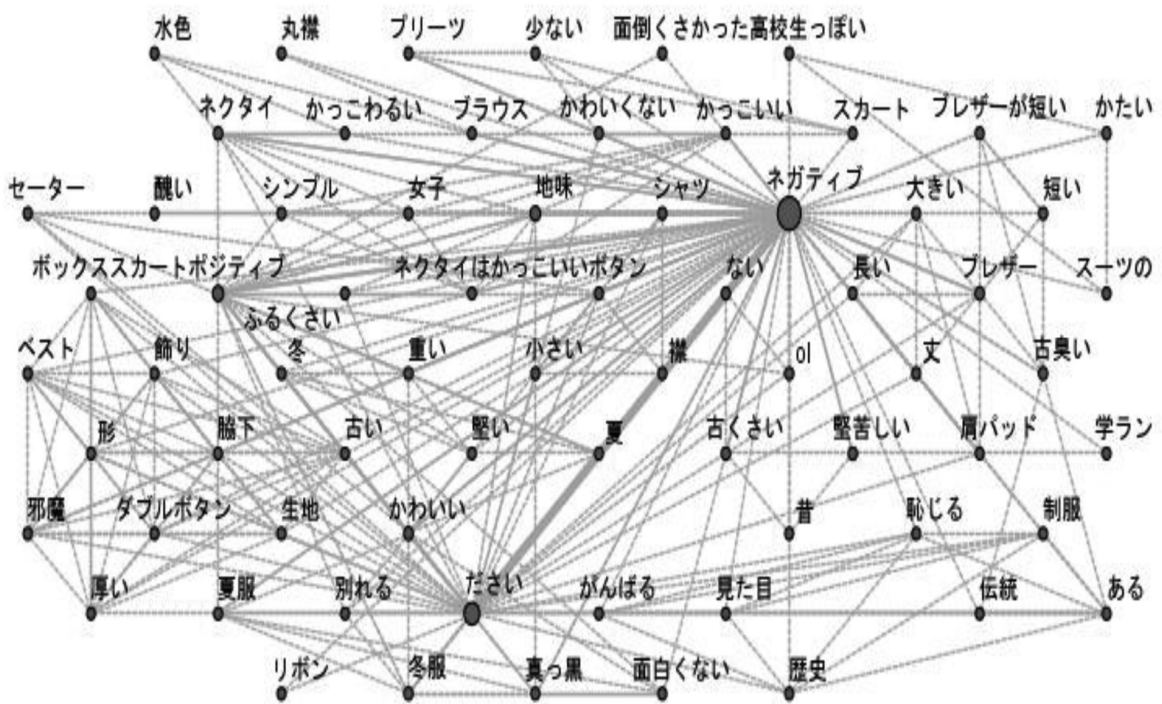 水色 丸襟 プリーツ 少ない 面倒くさかった 高校生っぽい
ネクタイ かっこわるい ブラウス かわいくない かっこいい スカート ブレザーが短い かたい
セーター 醜い シンプル 女子 地味 シャツ ネガティブ 大きい 短い
ボックススカート ポジティブ ふるくさい ネクタイはかっこいい ボタン ない 長い ブレザー スーツの
ベスト 飾り 冬 重い 小さい 襟 ol 丈 古臭い
形 脇下 古い 堅い 夏 古くさい 堅苦しい 肩パッド 学ラン
邪魔 ダブルボタン 生地 かわいい 昔 恥じる 制服
厚い 夏服 別れる ださい がんばる 見た目 伝統 ある
リボン 冬服 真っ黒 面白くない 歴史